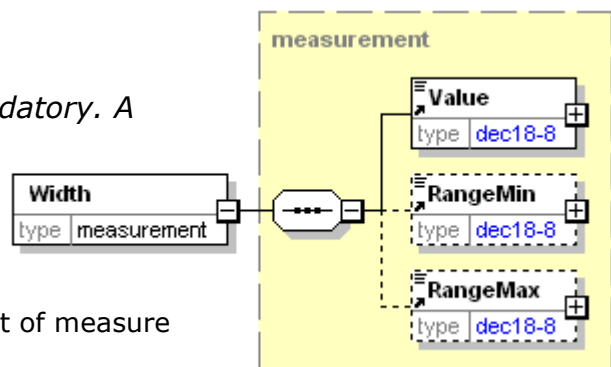 measurement
datory. A
Value
type dec18-8
Width
type measurement
RangeMin
type dec18-8
RangeMax
type dec18-8
t of measure